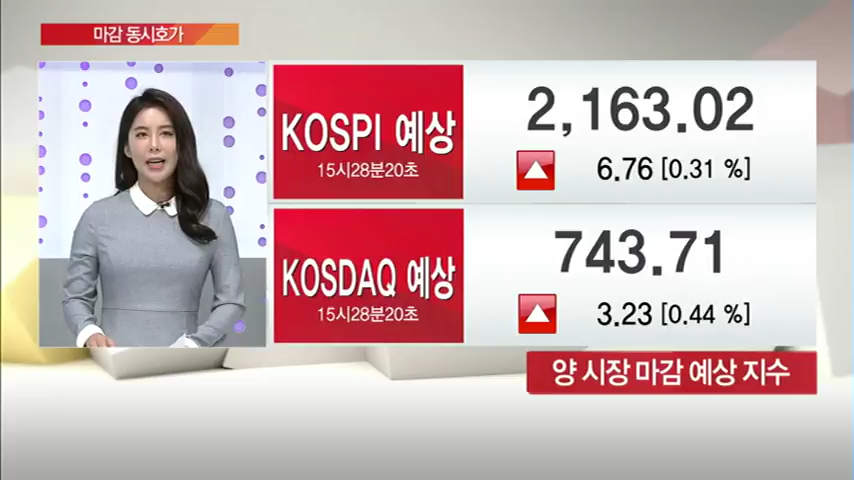 마감 동시호가
KOSPI 예상
15시28분20초
2,163.02
6.76 [0.31 %]
KOSDAQ 예상
15시28분20초
743.71
3.23 [0.44 %]
양 시장 마감 예상 지수